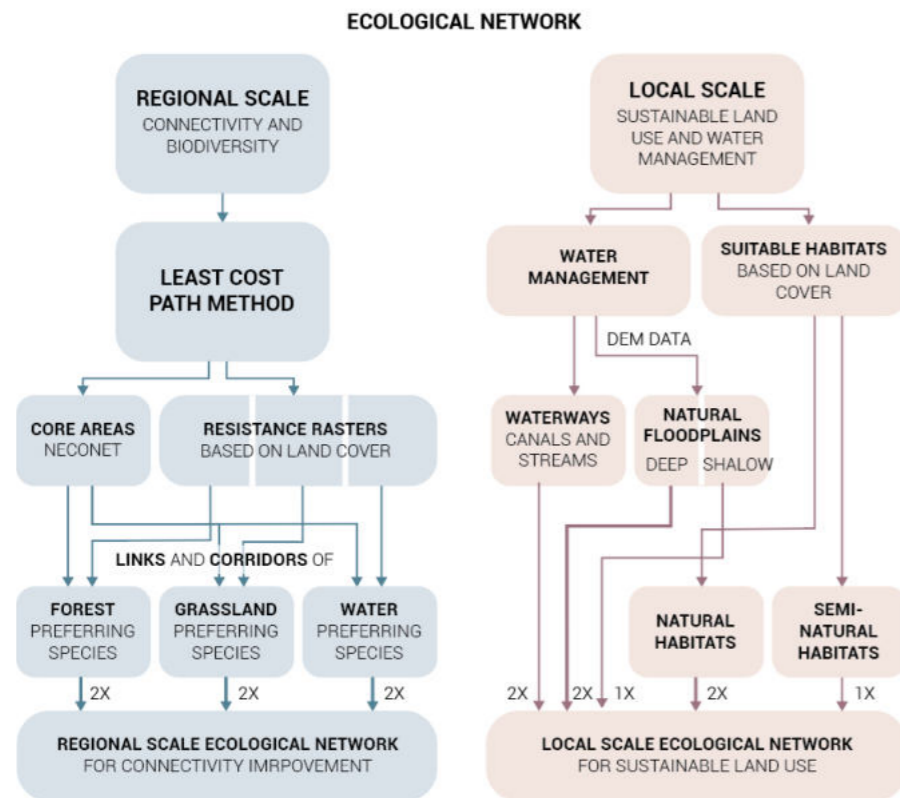 ECOLOGICAL NETWORK
REGIONAL SCALE
CONNECTIVITY AND
BIODIVERSITY
LEAST COST
PATH METHOD
CORE AREAS
NECONET
RESISTANCE RASTERS
BASED ON LAND COVER
LINKS AND CORRIDORS OF
FOREST
PREFERRING
SPECIES
GRASSLAND
PREFERRING
SPECIES
WATER
PREFERRING
SPECIES
2X
2X
2X
REGIONAL SCALE ECOLOGICAL NETWORK
FOR CONNECTIVITY IMRPOVEMENT
LOCAL SCALE
SUSTAINABLE LAND
USE AND WATER
MANAGEMENT
WATER
MANAGEMENT
SUITABLE HABITATS
BASED ON LAND
COVER
DEM DATA
WATERWAYS
CANALS AND
STREAMS
NATURAL
FLOODPLAINS
DEEP SHALOW
NATURAL
HABITATS
SEMI-
NATURAL
HABITATS
2X
2X
1X
2X
1X
LOCAL SCALE ECOLOGICAL NETWORK
FOR SUSTAINABLE LAND USE